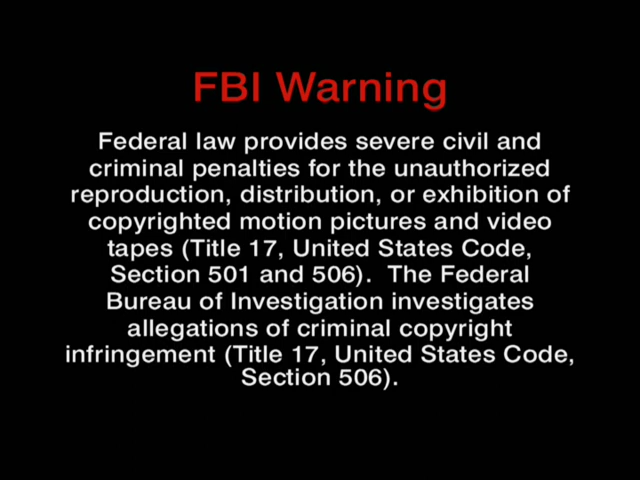 FBI Warning
Federal law provides severe civil and
criminal penalties for the unauthorized
reproduction, distribution, or exhibition of
copyrighted motion pictures and video
tapes (Title 17, United States Code,
Section 501 and 506).  The Federal
Bureau of Investigation investigates
allegations of criminal copyright
infringement (Title 17, United States Code,
Section 506).